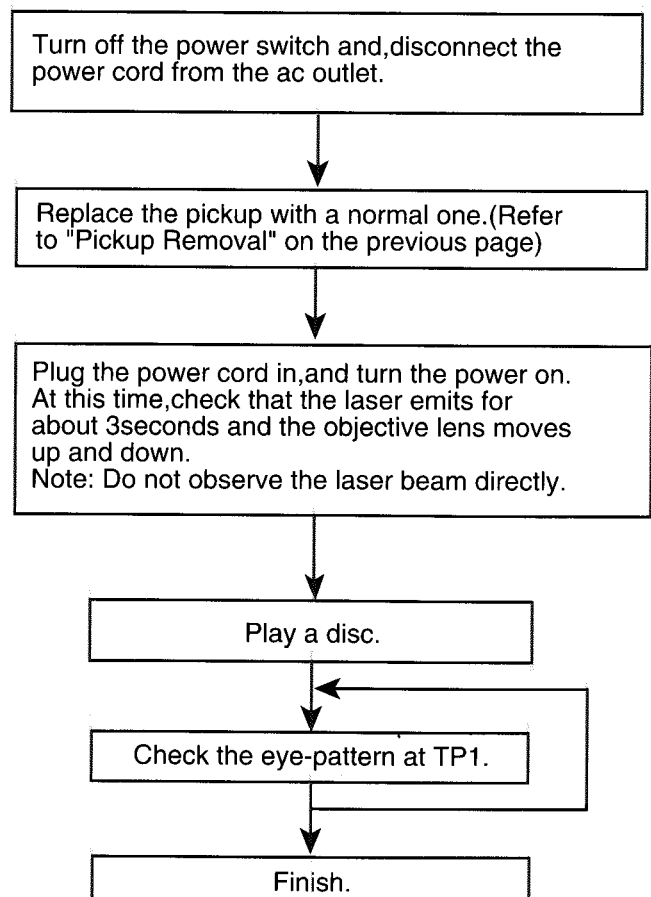 Turn off the power switch and,disconnect the
power cord from the ac outlet.
Replace the pickup with a normal one.(Refer
to "Pickup Removal" on the previous page)
Plug the power cord in,and turn the power on.
At this time,check that the laser emits for
about 3seconds and the objective lens moves
up and down.
Note: Do not observe the laser beam directly.
Play a disc.
Check the eye-pattern at TP1.
Finish.